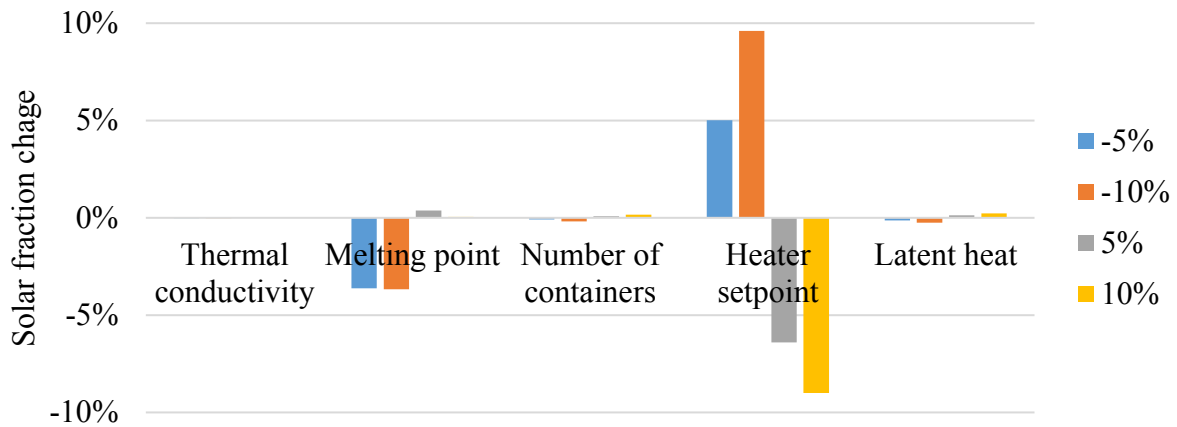 Solar fraction chage
10%
5%
0%
-5%
-10%
Thermal
conductivity
Melting point
Number of
containers
Heater
setpoint
Latent heat
-5%
-10%
5%
10%